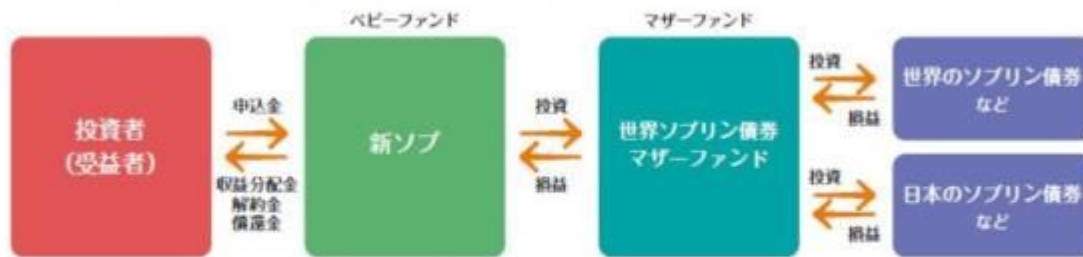 ベビーファンド
マザーファンド
投資者
(受益者)
申込金
収益分配金
解約金
償還金
新ソブ
投資
損益
世界ソブリン債券
マザーファンド
投資
損益
世界のソブリン債券
など
投資
損益
日本のソブリン債券
など